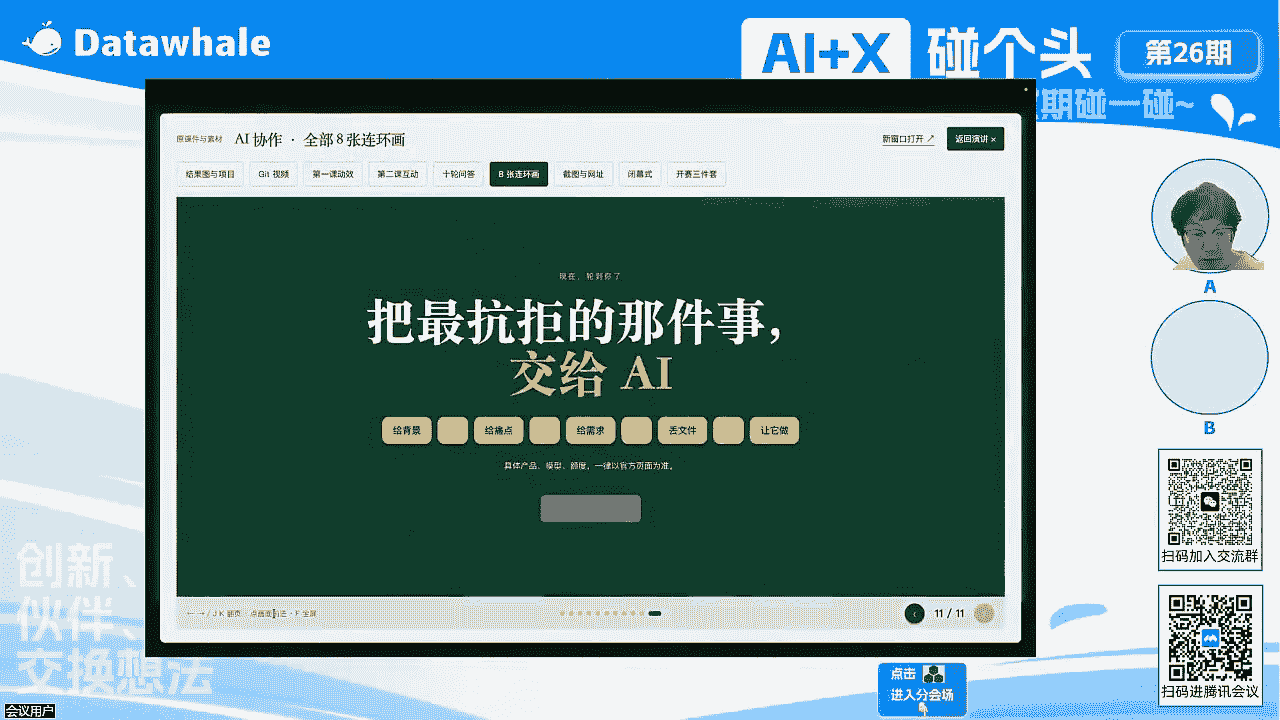 Datawhale
AI+X 碰个头
第26期
期碰一碰~
原课件与素材
AI 协作 · 全部 8 张连环画
新窗口打开 ↗
返回演讲 ×
结果图与项目
Git 视频
第一课动效
第二课互动
十轮问答
8 张连环画
截图与网址
闭幕式
开赛三件套
现在，轮到你了
把最抗拒的那件事，
交给 AI
给背景
给痛点
给需求
丢文件
让它做
具体产品、模型、额度，一律以官方页面为准。
← → / J K 翻页
F 全屏
11 / 11
A
B
扫码加入交流群
扫码进腾讯会议
创新、
伙伴、
交换想法
点击
进入分会场
会议用户